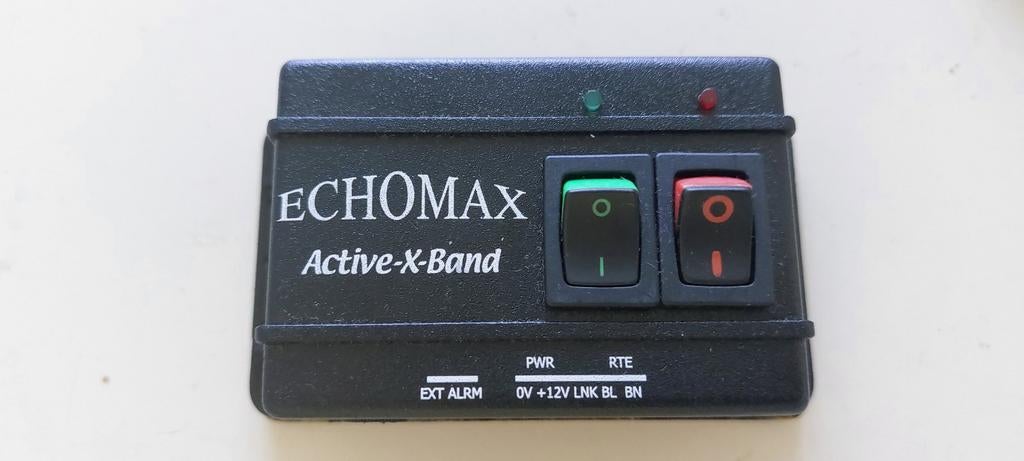 ECHOMAX
Active-X-Band
O O
I I
PWR RTE
EXT ALRM 0V +12V LNK BL BN